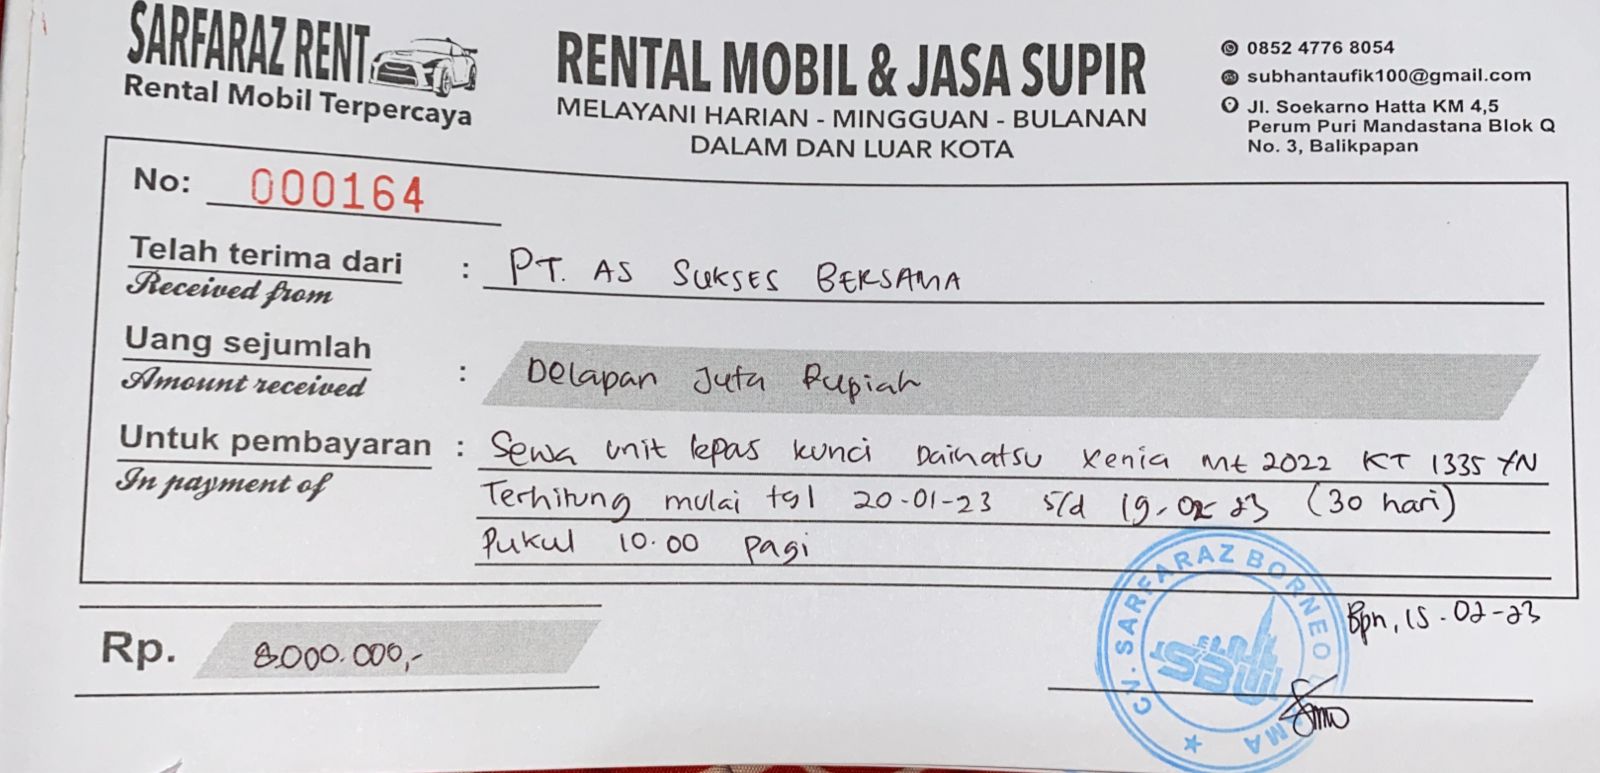 SARFARAZ RENT
Rental Mobil Terpercaya
RENTAL MOBIL & JASA SUPIR
MELAYANI HARIAN - MINGGUAN - BULANAN
DALAM DAN LUAR KOTA
0852 4776 8054
subhantaufik100@gmail.com
Jl. Soekarno Hatta KM 4,5
Perum Puri Mandastana Blok Q
No. 3, Balikpapan
No: 000164
Telah terima dari : PT. AS SUKSES BERSAMA
Received from
Uang sejumlah : Delapan Juta Rupiah
Amount received
Untuk pembayaran : Sewa Unit lepas kunci Daihatsu Xenia Mt 2022 KT 1335 YN
In payment of
Terhitung mulai tgl 20-01-23 s/d 19-02-23 (30 hari)
Pukul 10.00 pagi
Rp. 8.000.000,-
Bpn, 15-02-23
CV. SARFARAZ BORNEO